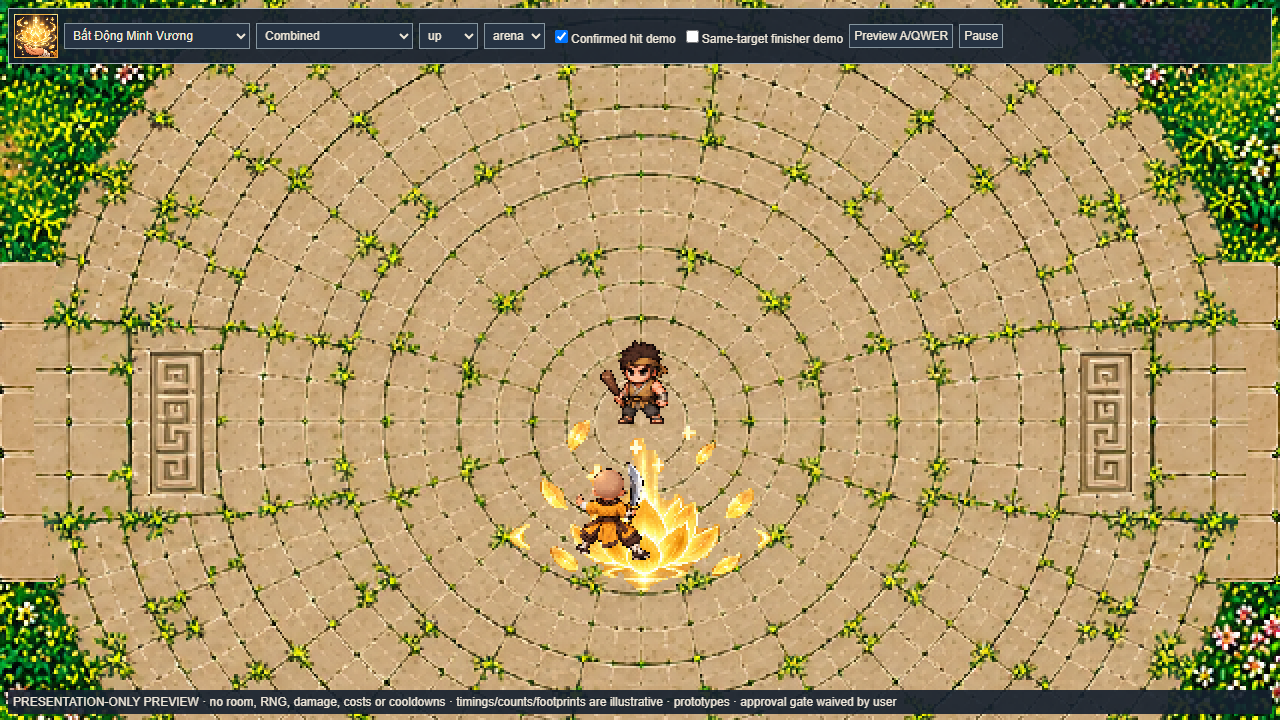 Bất Động Minh Vương Combined up arena Confirmed hit demo Same-target finisher demo Preview A/QWER Pause
PRESENTATION-ONLY PREVIEW · no room, RNG, damage, costs or cooldowns · timings/counts/footprints are illustrative · prototypes · approval gate waived by user